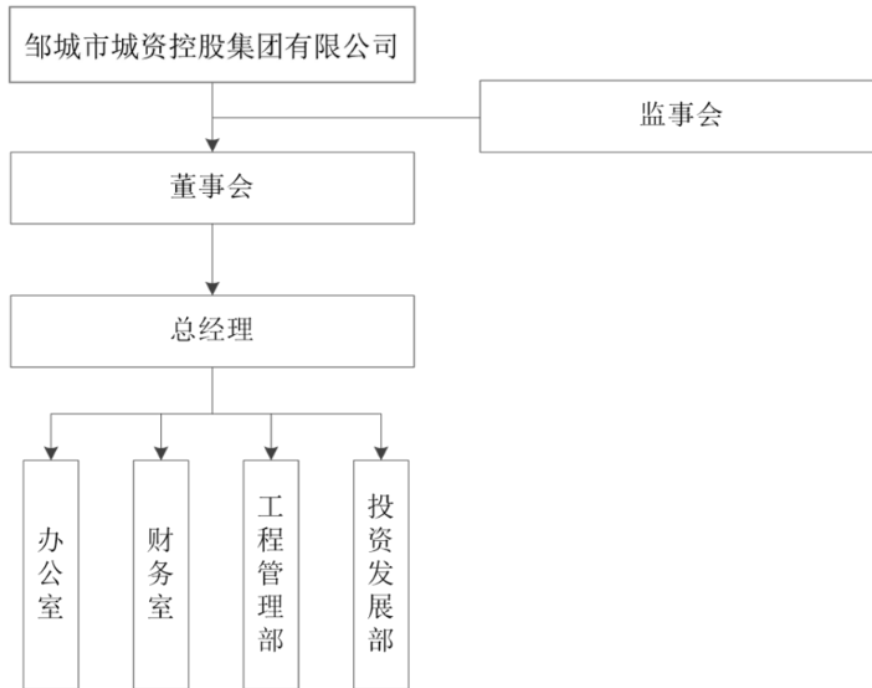 邹城市城资控股集团有限公司
监事会
董事会
总经理
办公室
财务室
工程管理部
投资发展部